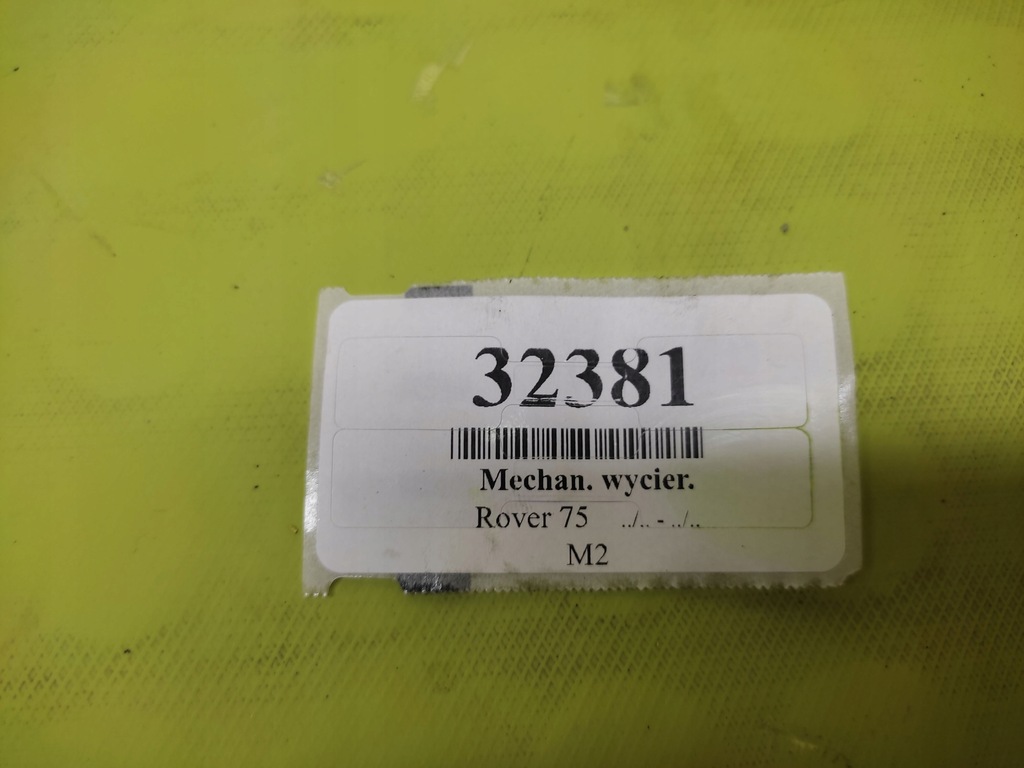 32381
Mechan. wycier.
Rover 75 ../.. - ../..
M2